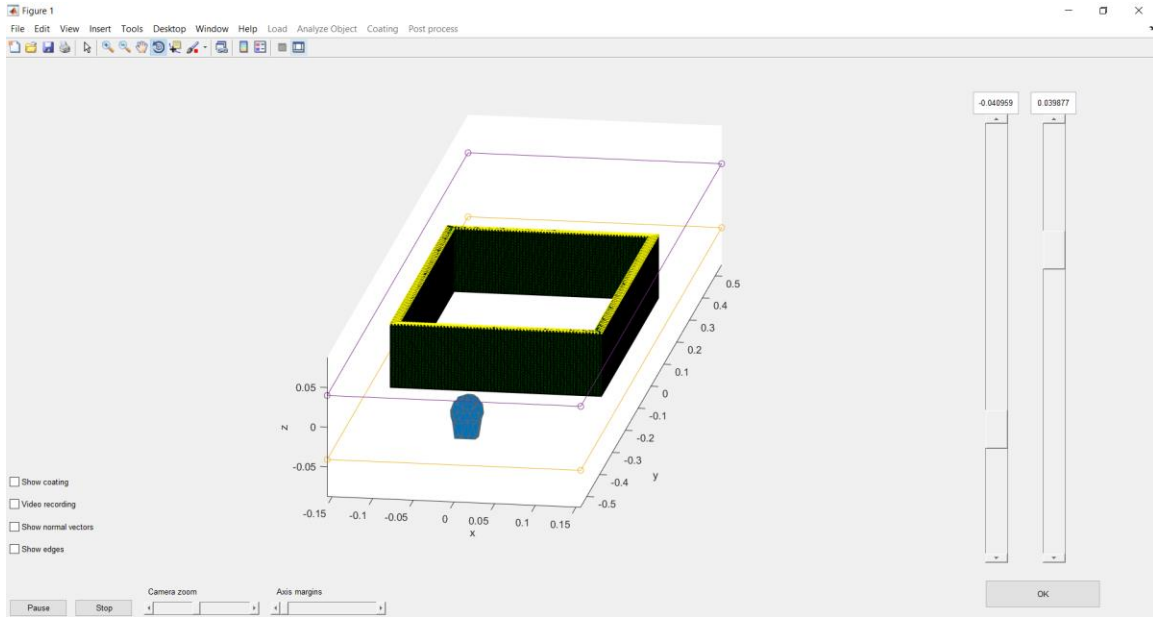 Figure 1
File Edit View Insert Tools Desktop Window Help Load Analyze Object Coating Post process
-0.040959 0.039877
0.5
0.4
0.3
0.2
0.1
0
-0.1
-0.2
-0.3
-0.4
-0.5
y
0.05
0
-0.05
z
-0.15 -0.1 -0.05 0 0.05 0.1 0.15
x
Show coating
Video recording
Show normal vectors
Show edges
Camera zoom Axis margins
Pause Stop
OK